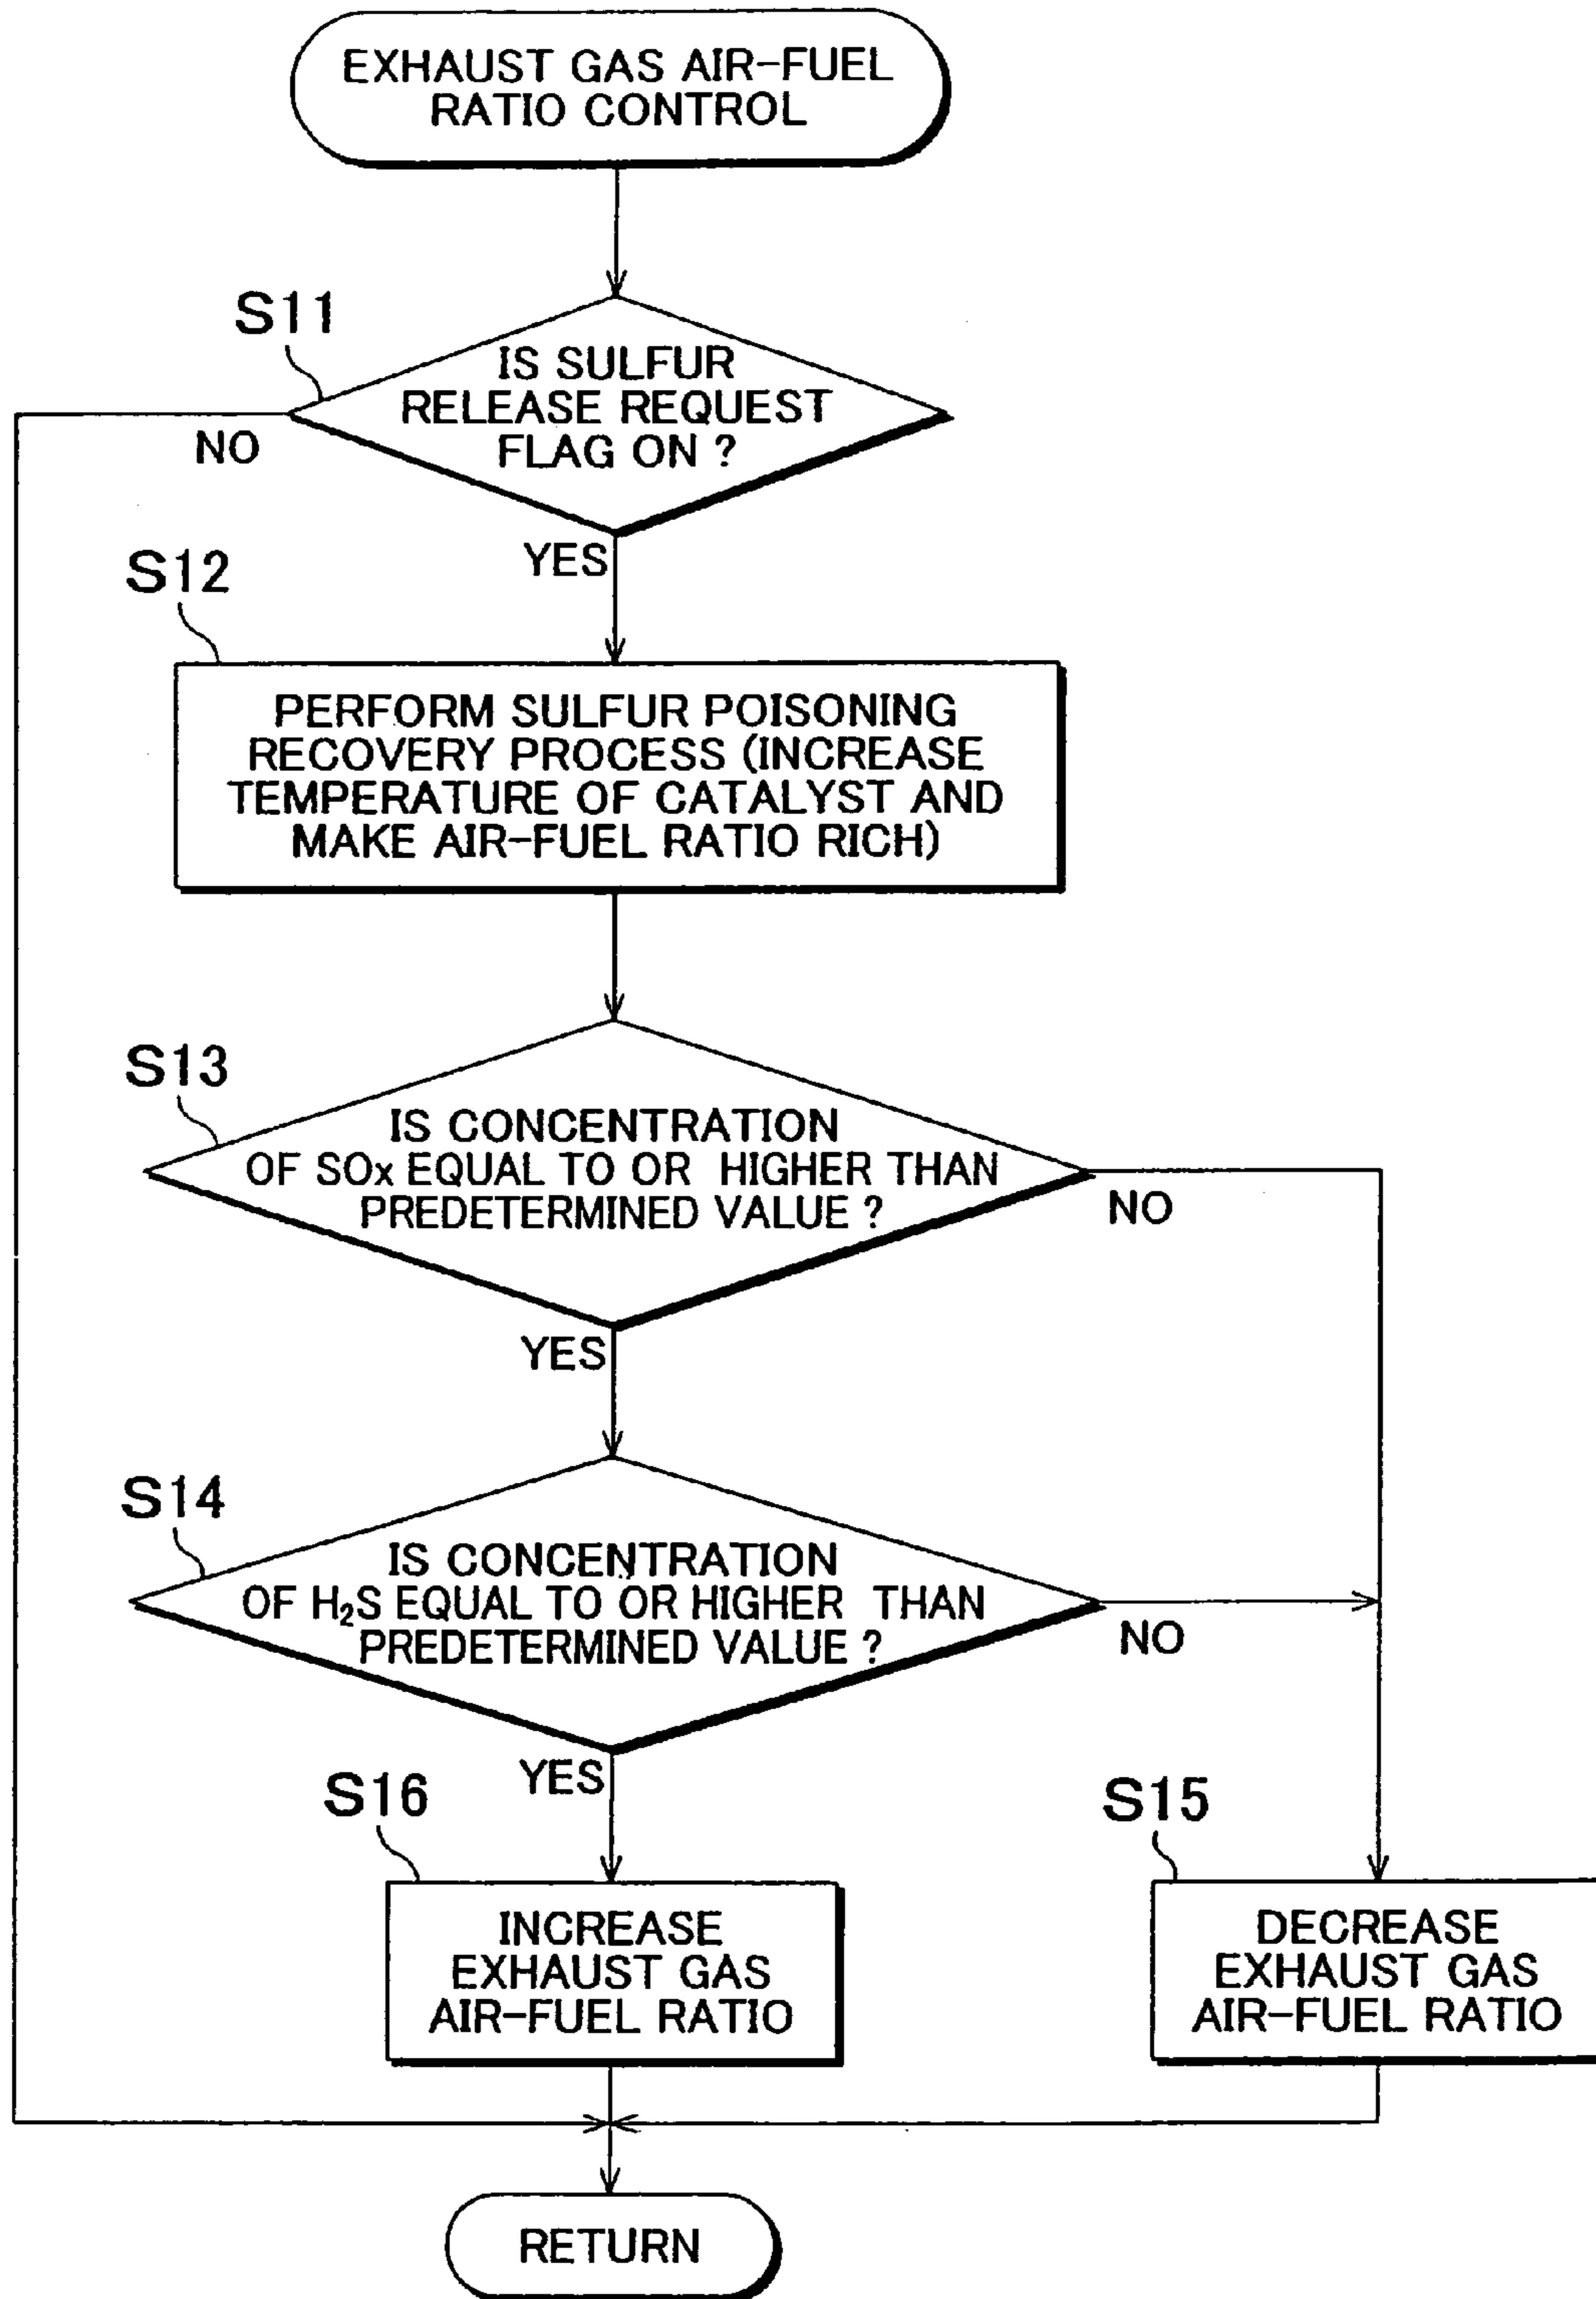 EXHAUST GAS AIR-FUEL
RATIO CONTROL
S11
IS SULFUR
RELEASE REQUEST
FLAG ON ?
NO
YES
S12
PERFORM SULFUR POISONING
RECOVERY PROCESS (INCREASE
TEMPERATURE OF CATALYST AND
MAKE AIR-FUEL RATIO RICH)
S13
IS CONCENTRATION
OF SOx EQUAL TO OR HIGHER THAN
PREDETERMINED VALUE ?
NO
YES
S14
IS CONCENTRATION
OF H₂S EQUAL TO OR HIGHER THAN
PREDETERMINED VALUE ?
NO
YES
S16
INCREASE
EXHAUST GAS
AIR-FUEL RATIO
S15
DECREASE
EXHAUST GAS
AIR-FUEL RATIO
RETURN